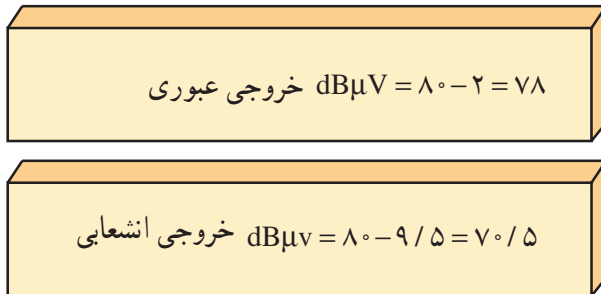 خروجی عبوری dBµV = ۸۰−۲ = ۷۸
خروجی انشعابی dBµv = ۸۰−۹/۵ = ۷۰/۵